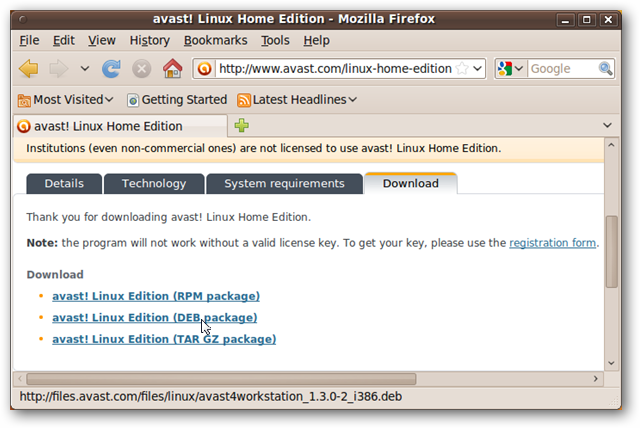 avast! Linux Home Edition - Mozilla Firefox
File Edit View History Bookmarks Tools Help
http://www.avast.com/linux-home-edition Google
Most Visited Getting Started Latest Headlines
avast! Linux Home Edition
Institutions (even non-commercial ones) are not licensed to use avast! Linux Home Edition.
Details Technology System requirements Download
Thank you for downloading avast! Linux Home Edition.
Note: the program will not work without a valid license key. To get your key, please use the registration form.
Download
• avast! Linux Edition (RPM package)
• avast! Linux Edition (DEB package)
• avast! Linux Edition (TAR GZ package)
http://files.avast.com/files/linux/avast4workstation_1.3.0-2_i386.deb